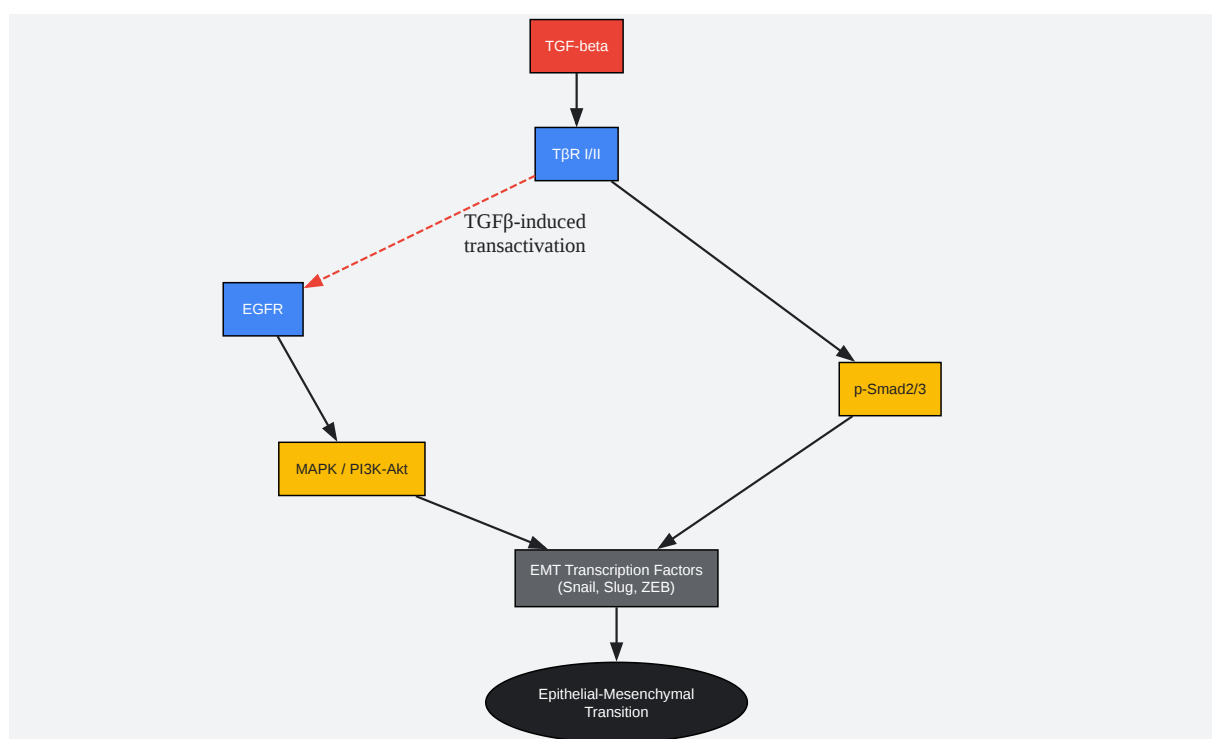 TGF-beta
TβR I/II
TGFβ-induced
transactivation
EGFR
p-Smad2/3
MAPK / PI3K-Akt
EMT Transcription Factors
(Snail, Slug, ZEB)
Epithelial-Mesenchymal
Transition